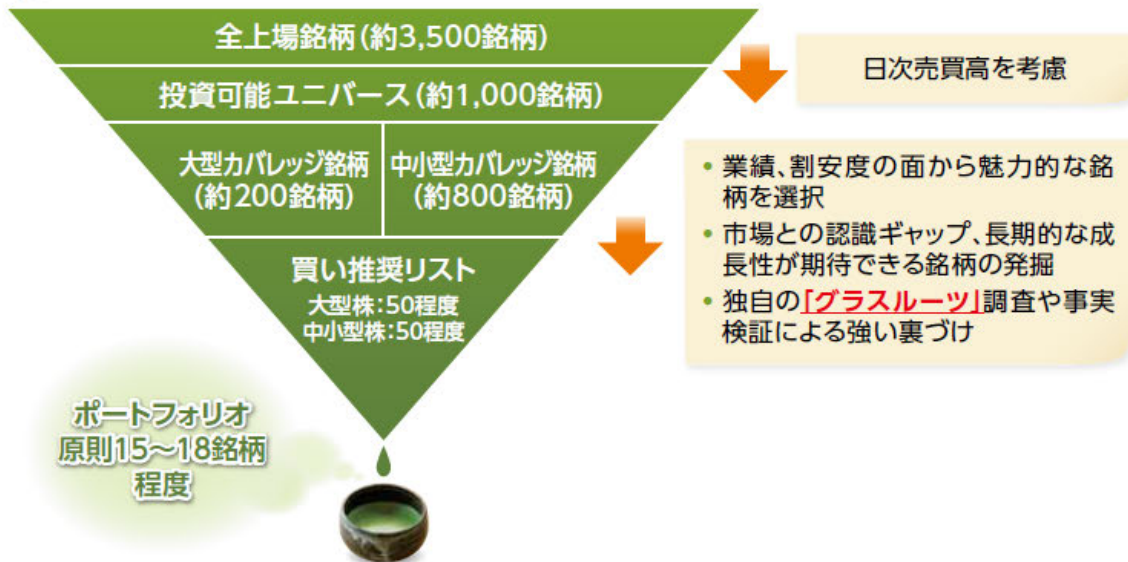 全上場銘柄(約3,500銘柄)
日次売買高を考慮
投資可能ユニバース(約1,000銘柄)
大型カバレッジ銘柄
(約200銘柄)
中小型カバレッジ銘柄
(約800銘柄)
• 業績、割安度の面から魅力的な銘
柄を選択
• 市場との認識ギャップ、長期的な成
長性が期待できる銘柄の発掘
• 独自の「グラスルーツ」調査や事実
検証による強い裏づけ
買い推奨リスト
大型株:50程度
中小型株:50程度
ポートフォリオ
原則15〜18銘柄
程度